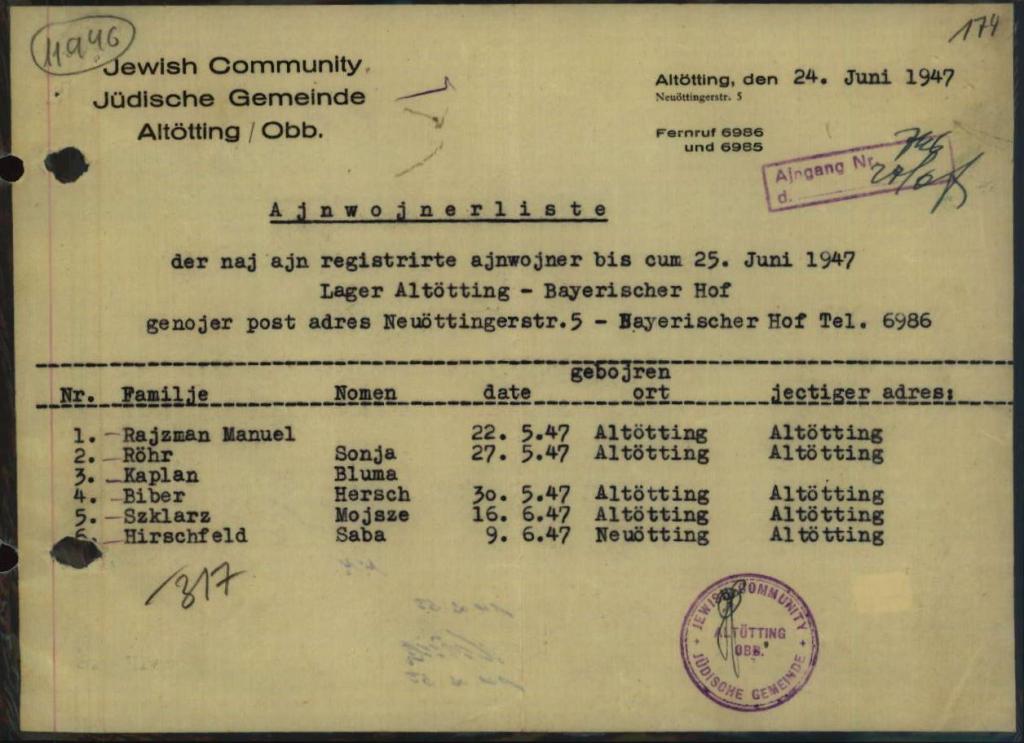 11946
174
Jewish Community
Jüdische Gemeinde
Altötting / Obb.
Altötting, den 24. Juni 1947
Neuöttingerstr. 5
Fernruf 6986
und 6985
Ajngang Nr. 746
d.
Ajnwojnerliste
der naj ajn registrirte ajnwojner bis cum 25. Juni 1947
Lager Altötting - Bayerischer Hof
genojer post adres Neuöttingerstr.5 - Bayerischer Hof Tel. 6986
gebojren
Nr. Familje Nomen date ort jectiger adres:
1. Rajzman Manuel 22. 5.47 Altötting Altötting
2. Röhr Sonja 27. 5.47 Altötting Altötting
3. Kaplan Bluma
4. Biber Hersch 30. 5.47 Altötting Altötting
5. Szklarz Mojsze 16. 6.47 Altötting Altötting
6. Hirschfeld Saba 9. 6.47 Neuötting Altötting
317
JEWISH COMMUNITY
ALTÖTTING
OBB.
JÜDISCHE GEMEINDE